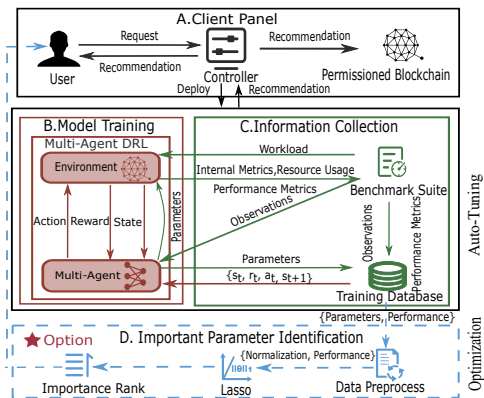 A.Client Panel
Request
Recommendation
Recommendation
User
Controller
Permissioned Blockchain
Deploy
Recommendation
B.Model Training
C.Information Collection
Multi-Agent DRL
Environment
Workload
Internal Metrics,Resource Usage
Performance Metrics
Benchmark Suite
Observations
Parameters
Action
Reward
State
Observations
Performance Metrics
Multi-Agent
Parameters
{st, rt, at, st+1}
Training Database
{Parameters, Performance}
Auto-Tuning
Option
D. Important Parameter Identification
{Normalization, Performance}
Importance Rank
Lasso
Data Preprocess
Optimization